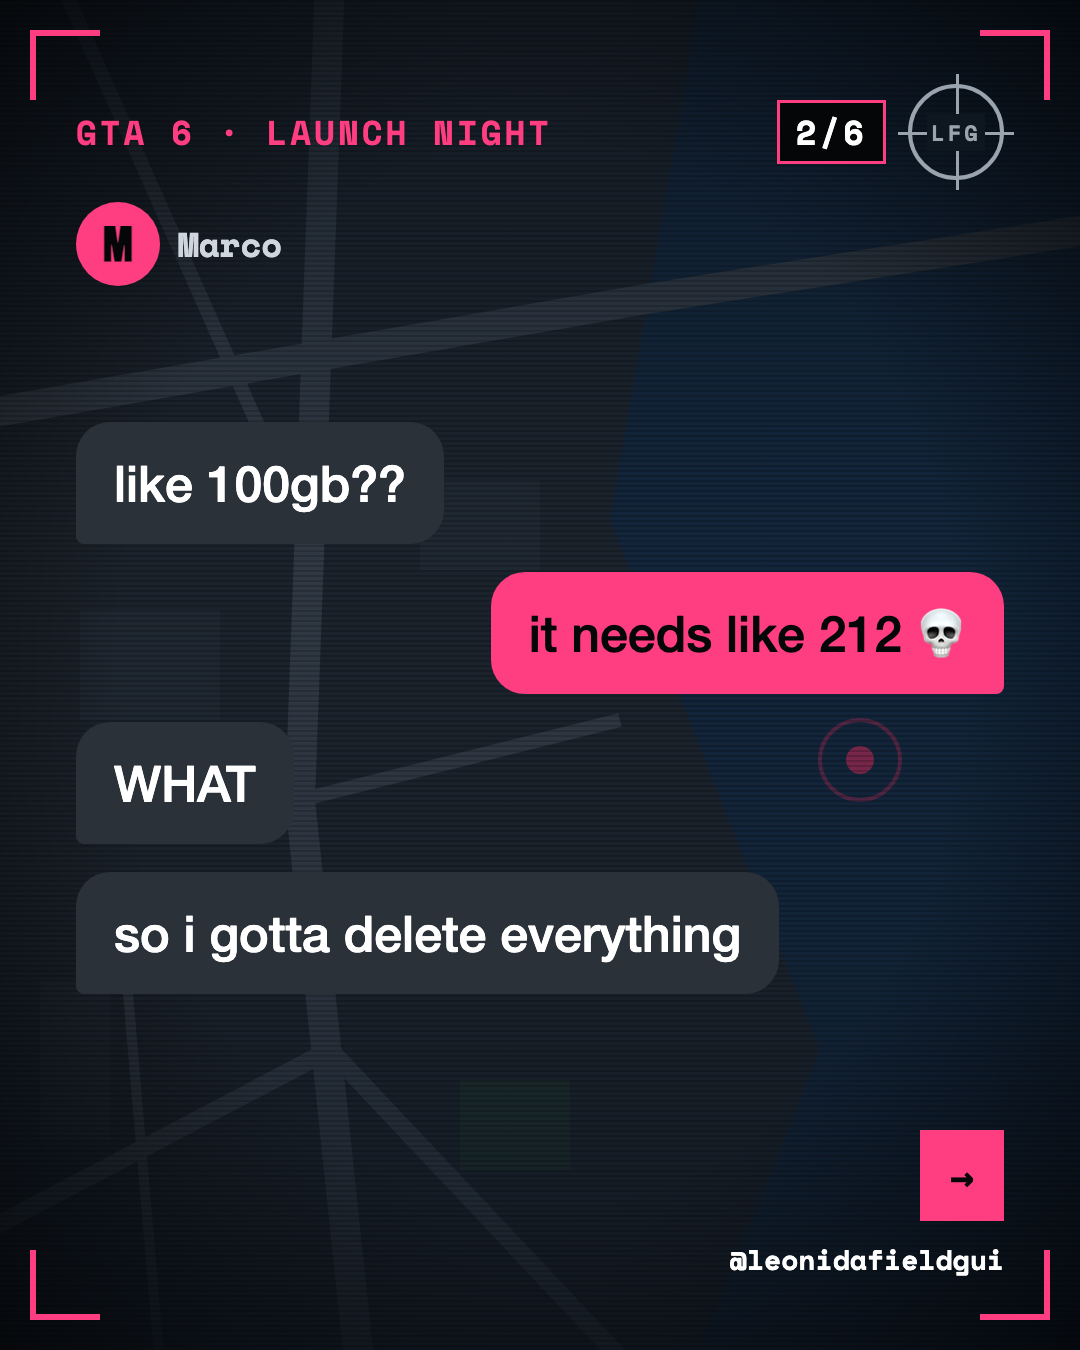 GTA 6 · LAUNCH NIGHT
2/6
LFG
M
Marco
like 100gb??
it needs like 212 💀
WHAT
so i gotta delete everything
→
@leonidafieldgui